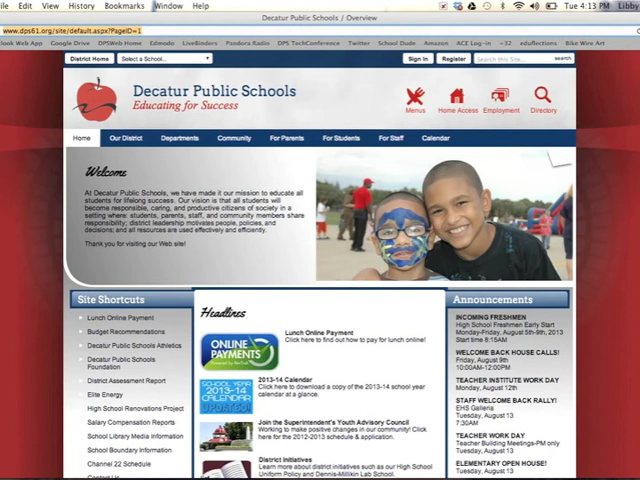 File Edit View History Bookmarks Window Help Tue 4:13 PM Libby
Decatur Public Schools / Overview
www.dps61.org/site/default.aspx?PageID=1
Outlook Web App Google Drive DPSWeb Home Edmodo LiveBinders Pandora Radio DPS TechConference Twitter School Dude Amazon ACE Log-in >32 eduflections Bike Wire Art
District Home Select a School... Sign In Register Search this Site... search
Decatur Public Schools
Educating for Success
Menus Home Access Employment Directory
Home Our District Departments Community For Parents For Students For Staff Calendar
Welcome
At Decatur Public Schools, we have made it our mission to educate all
students for lifelong success. Our vision is that all students will
become responsible, caring, and productive citizens of society in a
setting where: students, parents, staff, and community members share
responsibility; district leadership motivates people, policies, and
decisions; and all resources are used effectively and efficiently.
Thank you for visiting our Web site!
Site Shortcuts
Lunch Online Payment
Budget Recommendations
Decatur Public Schools Athletics
Decatur Public Schools
Foundation
District Assessment Report
Elite Energy
High School Renovations Project
Salary Compensation Reports
School Library Media Information
School Boundary Information
Channel 22 Schedule
Contact Us
Headlines
ONLINE
PAYMENTS
Lunch Online Payment
Click here to find out how to pay for lunch online!
SCHOOL YEAR
2013-14
CALENDAR
UPDATED!
2013-14 Calendar
Click here to download a copy of the 2013-14 school year
calendar at a glance.
Join the Superintendent's Youth Advisory Council
Working to make positive changes in our community! Click
here for the 2012-2013 schedule & application.
District Initiatives
Learn more about district initiatives such as our High School
Uniform Policy and Dennis-Millikin Lab School.
Announcements
INCOMING FRESHMEN
High School Freshmen Early Start
Monday-Friday, August 5th-9th, 2013
Start time 8:15AM
WELCOME BACK HOUSE CALLS!
Friday, August 9th
10:00AM-12:00PM
TEACHER INSTITUTE WORK DAY
Monday, August 12th
STAFF WELCOME BACK RALLY!
EHS Gallery
Tuesday, August 13
7:30AM
TEACHER WORK DAY
Teacher Building Meetings-PM only
Tuesday, August 13
ELEMENTARY OPEN HOUSE!
Tuesday, August 13